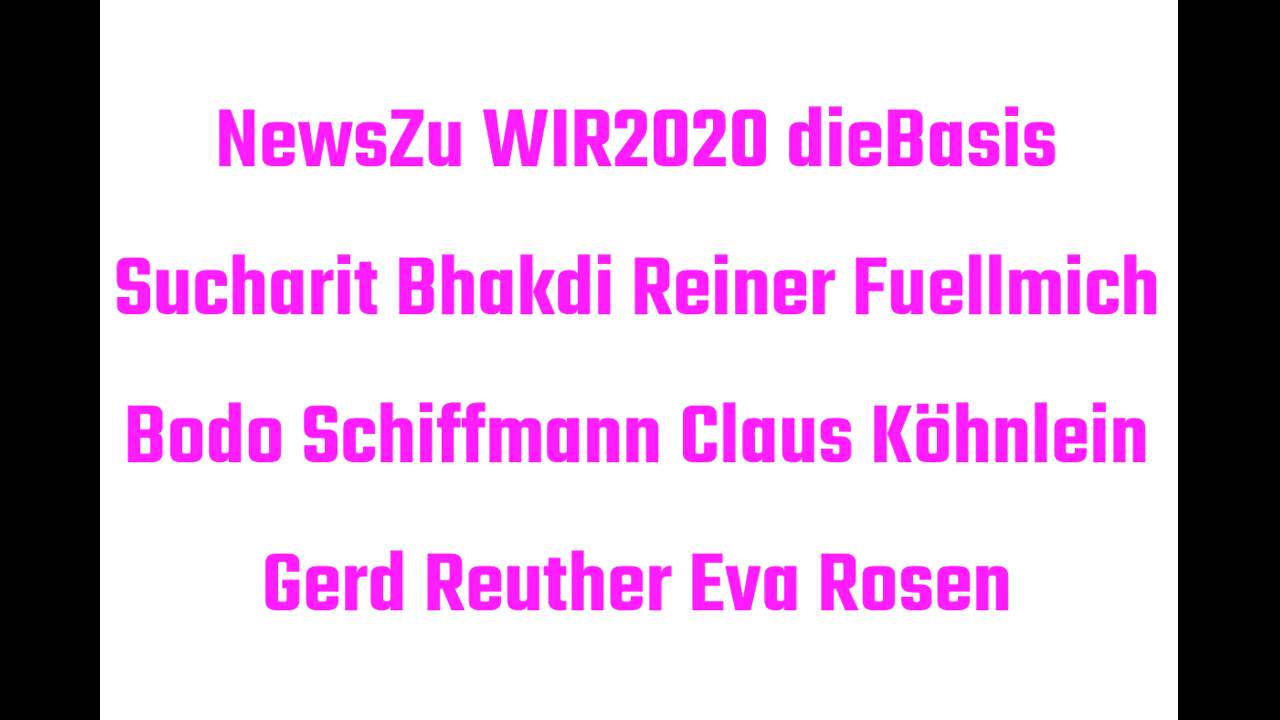 NewsZu WIR2020 dieBasis
Sucharit Bhakdi Reiner Fuellmich
Bodo Schiffmann Claus Köhnlein
Gerd Reuther Eva Rosen